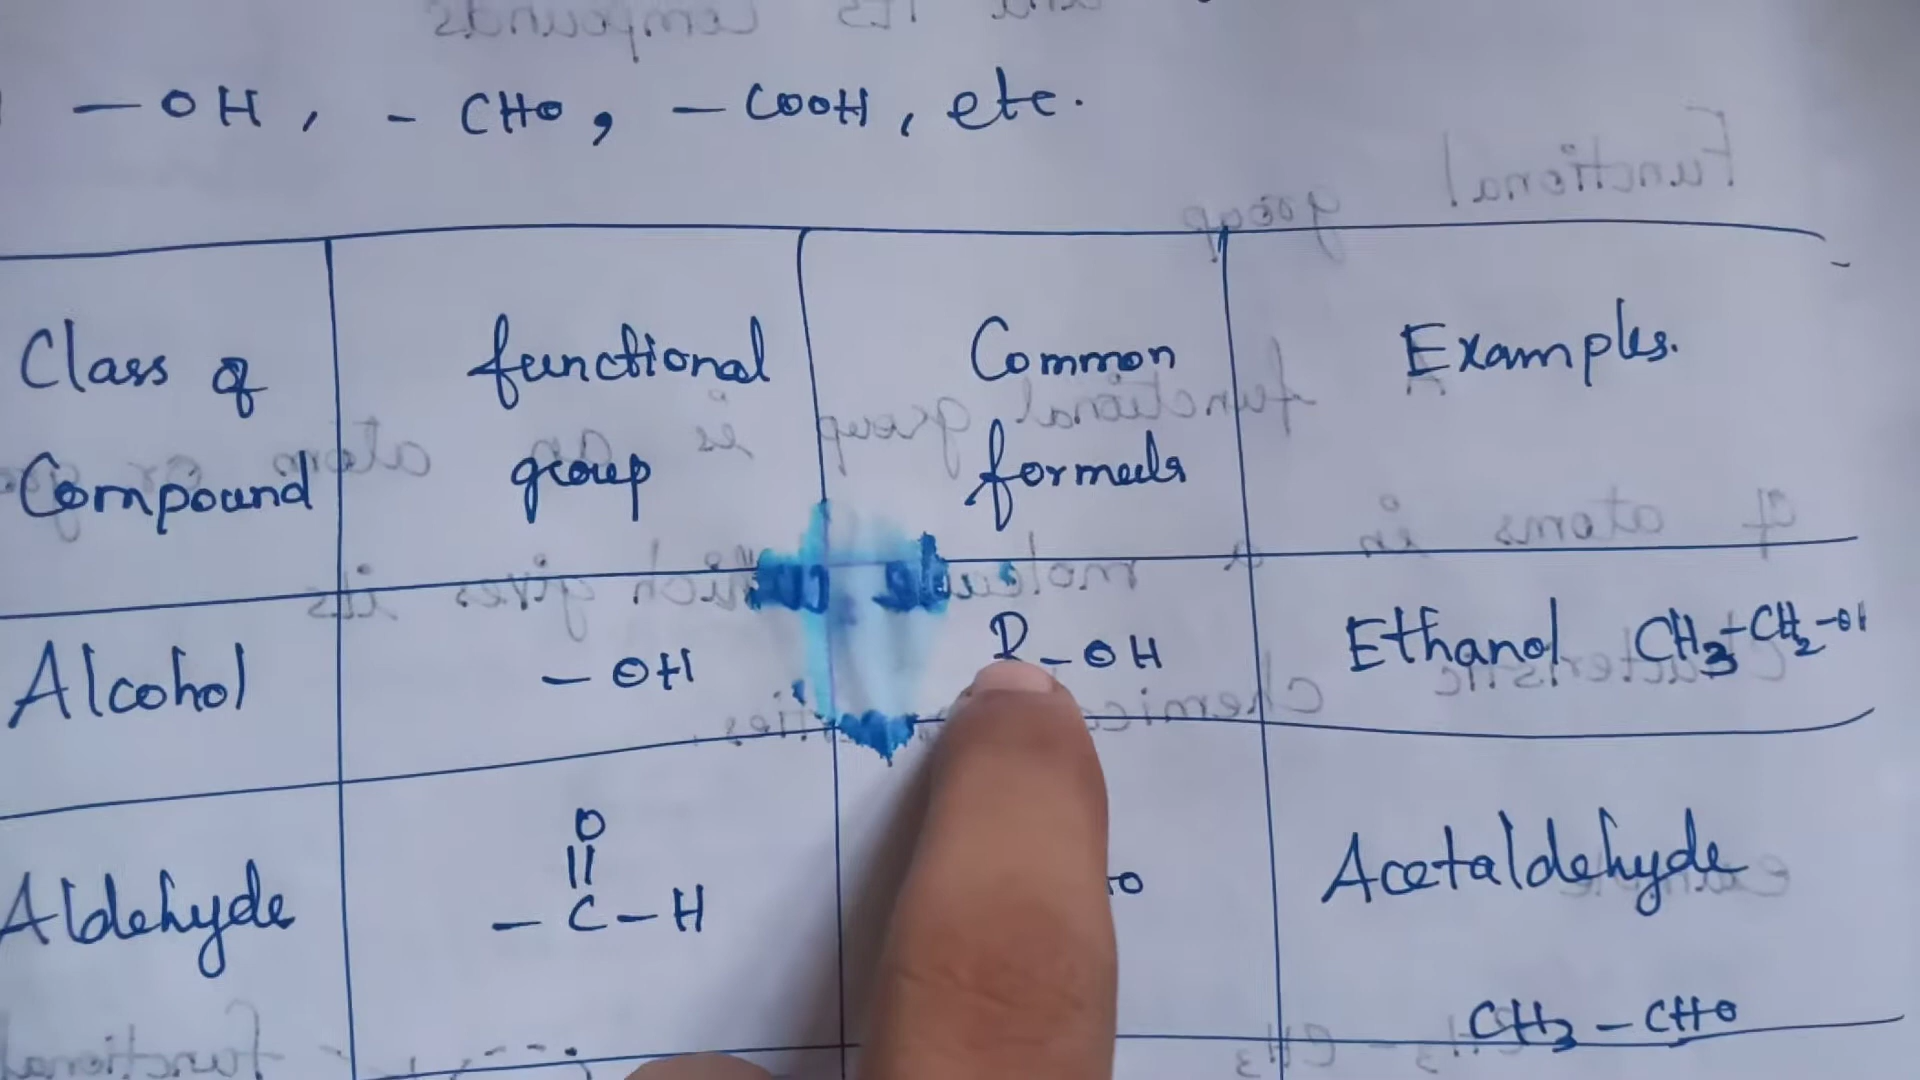 -OH, -CHO, -COOH, etc.
Class of Compound
functional group
Common formula
Examples.
Alcohol
-OH
R-OH
Ethanol CH3-CH2-OH
Aldehyde
O
||
-C-H
Acetaldehyde
CH3-CHO